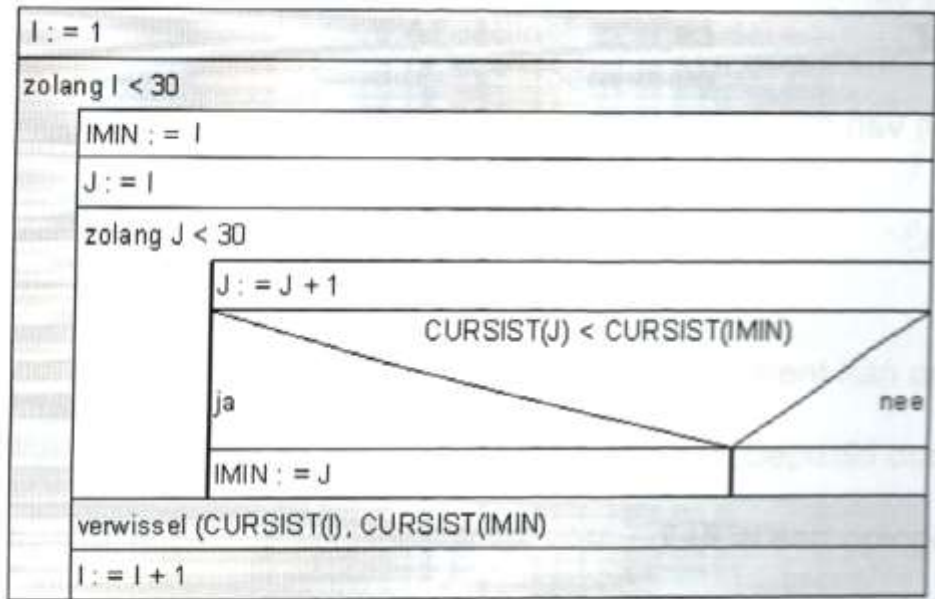 I : = 1
zolang I < 30
IMIN : = I
J : = I
zolang J < 30
J : = J + 1
CURSIST(J) < CURSIST(IMIN)
ja
nee
IMIN : = J
verwissel (CURSIST(I), CURSIST(IMIN)
I : = I + 1